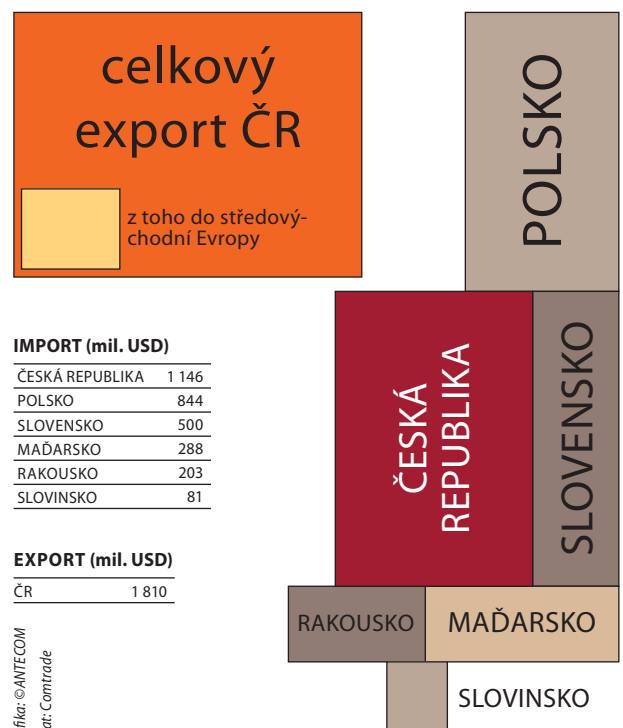 celkový
export ČR
z toho do středový-
chodní Evropy
POLSKO
ČESKÁ
REPUBLIKA
SLOVENSKO
RAKOUSKO
MAĎARSKO
SLOVINSKO
IMPORT (mil. USD)
ČESKÁ REPUBLIKA 1 146
POLSKO 844
SLOVENSKO 500
MAĎARSKO 288
RAKOUSKO 203
SLOVINSKO 81
EXPORT (mil. USD)
ČR 1 810
©ANTECOM
Comtrade